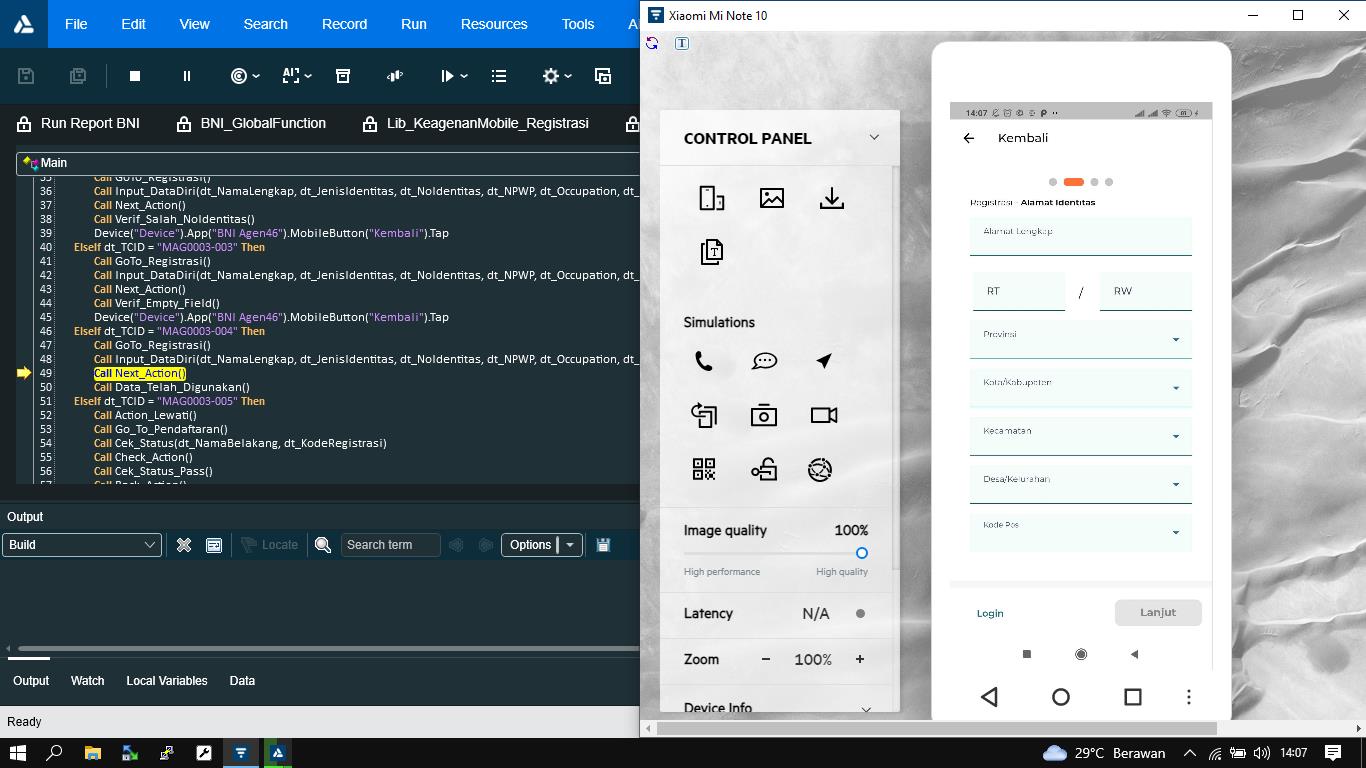 File Edit View Search Record Run Resources Tools
Xiaomi Mi Note 10
Run Report BNI BNI_GlobalFunction Lib_KeagenanMobile_Registrasi
Main
35 Call GoTo_Registrasi()
36 Call Input_DataDiri(dt_NamaLengkap, dt_JenisIdentitas, dt_NoIdentitas, dt_NPWP, dt_Occupation, dt_
37 Call Next_Action()
38 Call Verif_Salah_NoIdentitas()
39 Device("Device").App("BNI Agen46").MobileButton("Kembali").Tap
40 ElseIf dt_TCID = "MAG0003-003" Then
41 Call GoTo_Registrasi()
42 Call Input_DataDiri(dt_NamaLengkap, dt_JenisIdentitas, dt_NoIdentitas, dt_NPWP, dt_Occupation, dt_
43 Call Next_Action()
44 Call Verif_Empty_Field()
45 Device("Device").App("BNI Agen46").MobileButton("Kembali").Tap
46 ElseIf dt_TCID = "MAG0003-004" Then
47 Call GoTo_Registrasi()
48 Call Input_DataDiri(dt_NamaLengkap, dt_JenisIdentitas, dt_NoIdentitas, dt_NPWP, dt_Occupation, dt_
49 Call Next_Action()
50 Call Data_Telah_Digunakan()
51 ElseIf dt_TCID = "MAG0003-005" Then
52 Call Action_Lewati()
53 Call Go_To_Pendaftaran()
54 Call Cek_Status(dt_NamaBelakang, dt_KodeRegistrasi)
55 Call Check_Action()
56 Call Cek_Status_Pass()
57 Call Back_Action()
Output
Build
Locate
Search term
Options
Output Watch Local Variables Data
Ready
CONTROL PANEL
Simulations
Image quality 100%
High performance High quality
Latency N/A
Zoom - 100% +
Device Info
14:07
Kembali
Registrasi - Alamat Identitas
Alamat Lengkap
RT / RW
Provinsi
Kota/Kabupaten
Kecamatan
Desa/Kelurahan
Kode Pos
Login Lanjut
29°C Berawan 14:07